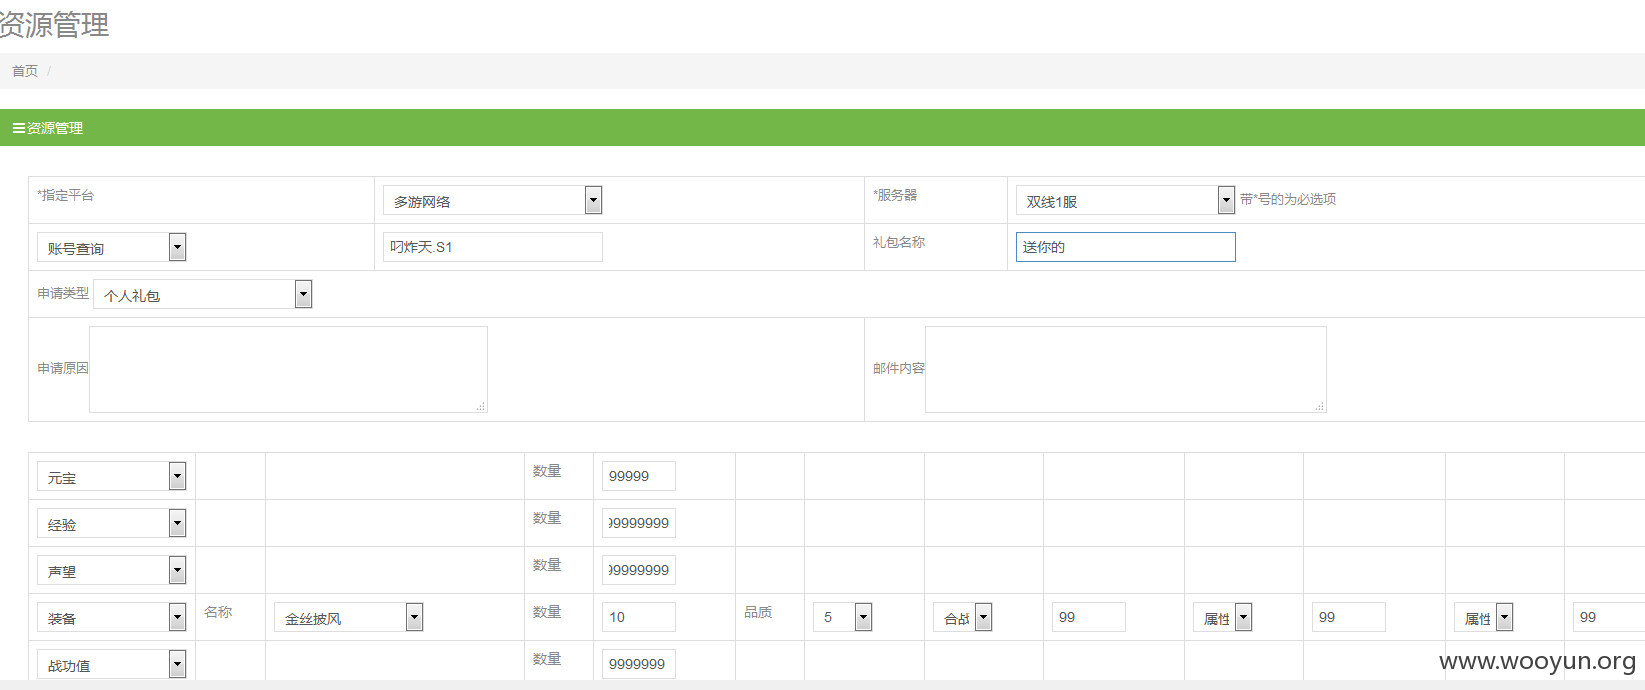 资源管理
首页 /
资源管理
*指定平台 多游网络 *服务器 双线1服 带*号的为必选项
账号查询 叼炸天.S1 礼包名称 送你的
申请类型 个人礼包
申请原因 邮件内容
元宝 数量 99999
经验 数量 99999999
声望 数量 99999999
装备 名称 金丝披风 数量 10 品质 5 合战 99 属性 99 属性 99
战功值 数量 9999999
www.wooyun.org